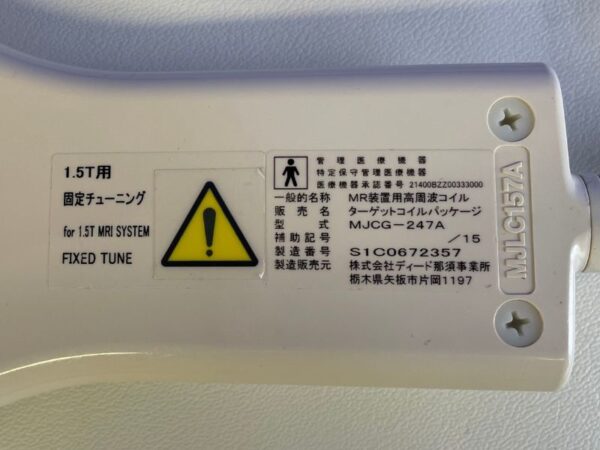 1.5T用
固定チューニング
for 1.5T MRI SYSTEM
FIXED TUNE
管理医療機器
特定保守管理医療機器
医療機器承認番号 21400BZZ00333000
一般的名称 MR装置用高周波コイル
販売名 ターゲットコイルパッケージ
型式 MJCG-247A
補助記号 /15
製造番号 S1C0672357
製造販売元 株式会社ディード那須事業所
栃木県矢板市片岡1197
MJLC157A